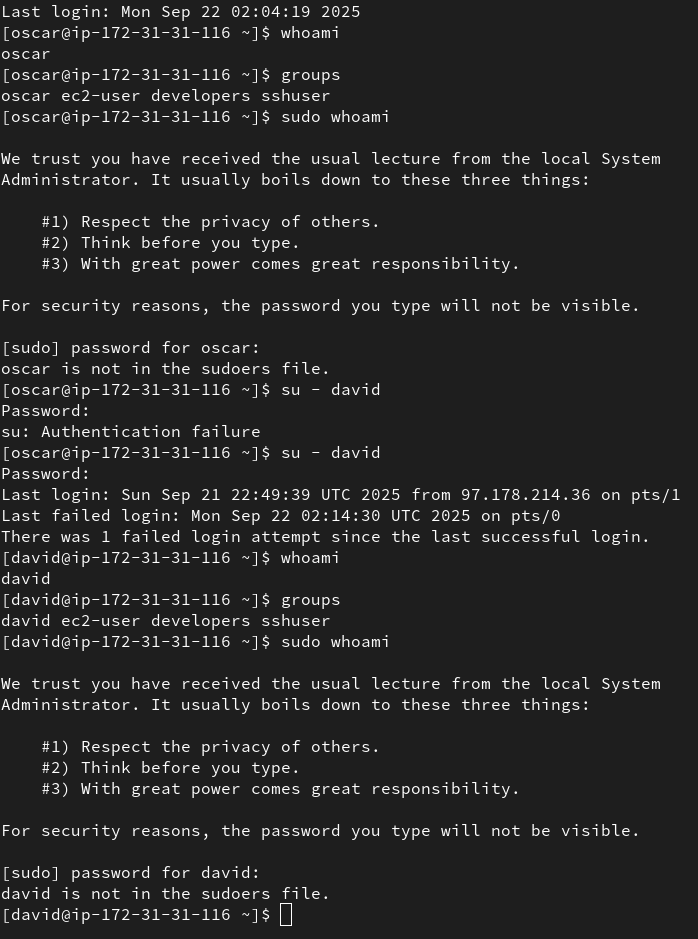 Last login: Mon Sep 22 02:04:19 2025
[oscar@ip-172-31-31-116 ~]$ whoami
oscar
[oscar@ip-172-31-31-116 ~]$ groups
oscar ec2-user developers sshuser
[oscar@ip-172-31-31-116 ~]$ sudo whoami

We trust you have received the usual lecture from the local System
Administrator. It usually boils down to these three things:

    #1) Respect the privacy of others.
    #2) Think before you type.
    #3) With great power comes great responsibility.

For security reasons, the password you type will not be visible.

[sudo] password for oscar:
oscar is not in the sudoers file.
[oscar@ip-172-31-31-116 ~]$ su - david
Password:
su: Authentication failure
[oscar@ip-172-31-31-116 ~]$ su - david
Password:
Last login: Sun Sep 21 22:49:39 UTC 2025 from 97.178.214.36 on pts/1
Last failed login: Mon Sep 22 02:14:30 UTC 2025 on pts/0
There was 1 failed login attempt since the last successful login.
[david@ip-172-31-31-116 ~]$ whoami
david
[david@ip-172-31-31-116 ~]$ groups
david ec2-user developers sshuser
[david@ip-172-31-31-116 ~]$ sudo whoami

We trust you have received the usual lecture from the local System
Administrator. It usually boils down to these three things:

    #1) Respect the privacy of others.
    #2) Think before you type.
    #3) With great power comes great responsibility.

For security reasons, the password you type will not be visible.

[sudo] password for david:
david is not in the sudoers file.
[david@ip-172-31-31-116 ~]$